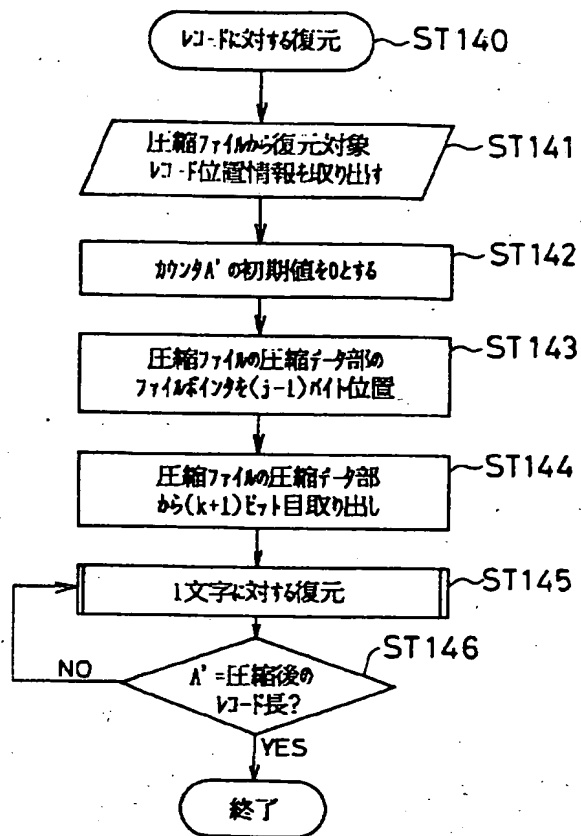 レコードに対する復元
ST140
圧縮ファイルから復元対象
レコード位置情報を取り出す
ST141
カウンタA'の初期値を0とする
ST142
圧縮ファイルの圧縮データ部の
ファイルポインタを(j-1)バイト位置
ST143
圧縮ファイルの圧縮データ部
から(k+1)ビット目取り出し
ST144
1文字に対する復元
ST145
A'=圧縮後の
レコード長?
ST146
NO
YES
終了